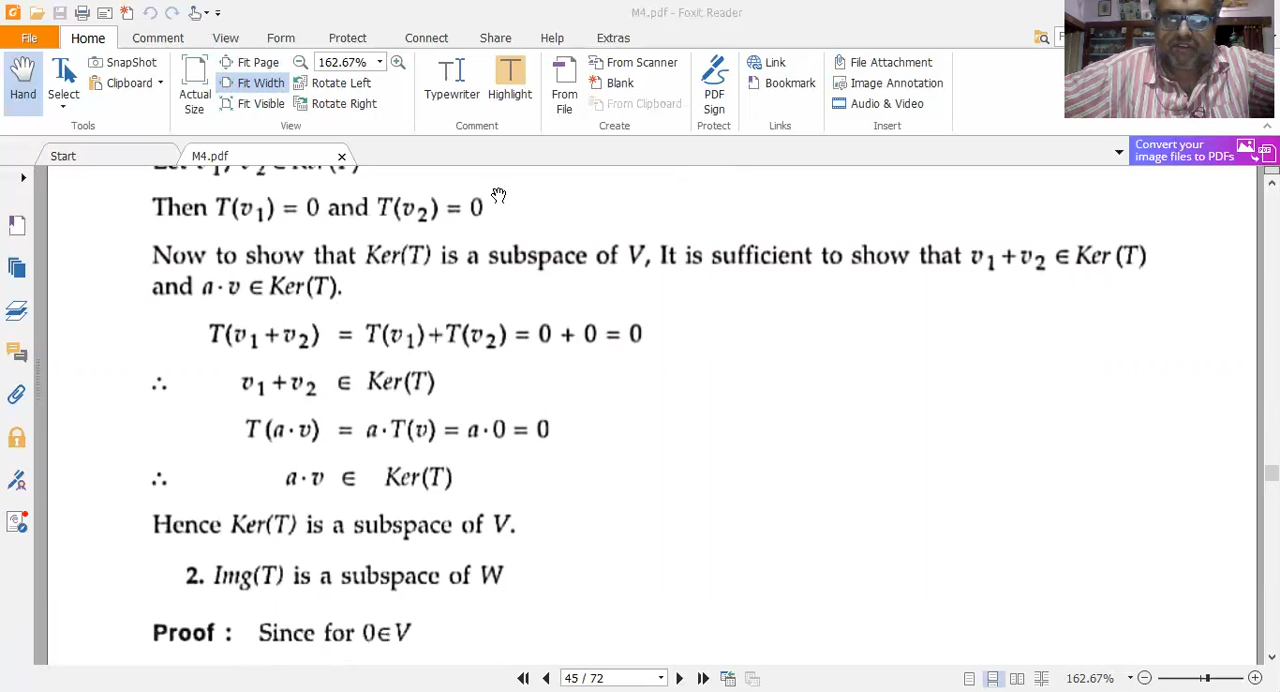 M4.pdf - Foxit Reader
File Home Comment View Form Protect Connect Share Help Extras
Hand Select SnapShot Clipboard Actual Size Fit Page Fit Width Fit Visible 162.67% Rotate Left Rotate Right Typewriter Highlight From File From Scanner Blank From Clipboard PDF Sign Link Bookmark File Attachment Image Annotation Audio & Video
Tools View Comment Create Protect Links Insert
Start M4.pdf
Convert your
image files to PDFs
Then T(v₁) = 0 and T(v₂) = 0
Now to show that Ker(T) is a subspace of V, It is sufficient to show that v₁+v₂ ∈ Ker (T)
and a·v ∈ Ker(T).
T(v₁+v₂) = T(v₁)+T(v₂) = 0 + 0 = 0
∴ v₁+v₂ ∈ Ker(T)
T(a·v) = a·T(v) = a·0 = 0
∴ a·v ∈ Ker(T)
Hence Ker(T) is a subspace of V.
2. Img(T) is a subspace of W
Proof : Since for 0∈V
45 / 72 162.67%